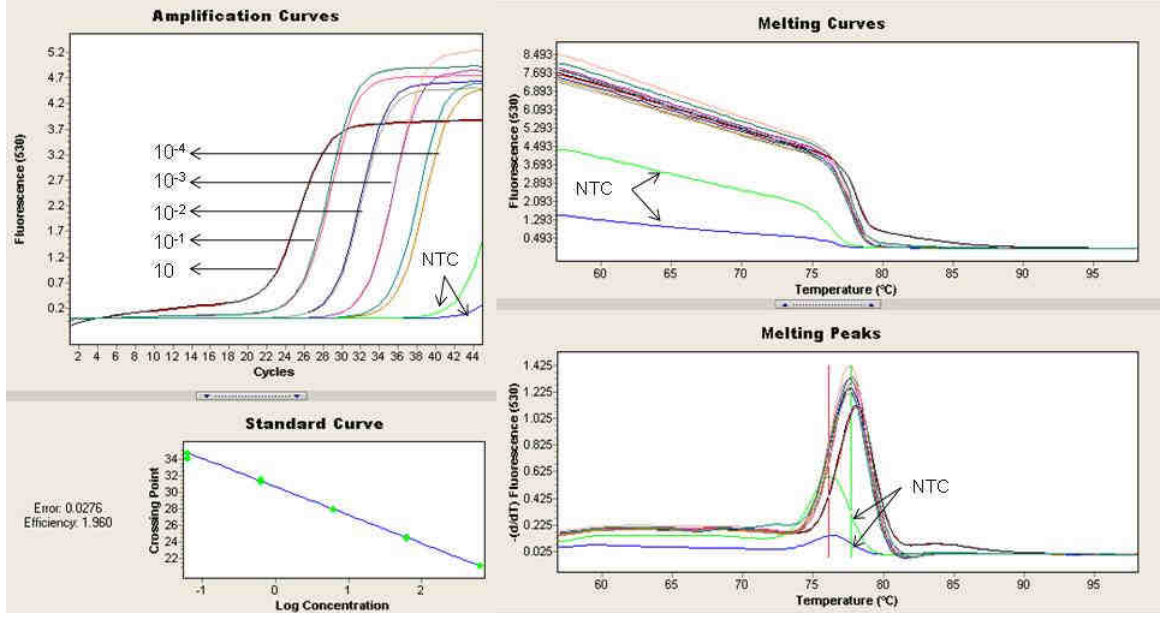 Amplification Curves
Fluorescence (530)
5.2
4.7
4.2
3.7
3.2
2.7
2.2
1.7
1.2
0.7
0.2
10-4
10-3
10-2
10-1
10
NTC
2 4 6 8 10 12 14 16 18 20 22 24 26 28 30 32 34 36 38 40 42 44
Cycles
Melting Curves
Fluorescence (530)
8.493
7.693
6.893
6.093
5.293
4.493
3.693
2.893
2.093
1.293
0.493
NTC
60 65 70 75 80 85 90 95
Temperature (°C)
Standard Curve
Error: 0.0276
Efficiency: 1.960
Crossing Point
34
32
30
28
26
24
22
-1 0 1 2
Log Concentration
Melting Peaks
-(d/dT) Fluorescence (530)
1.425
1.225
1.025
0.825
0.625
0.425
0.225
0.025
NTC
60 65 70 75 80 85 90 95
Temperature (°C)